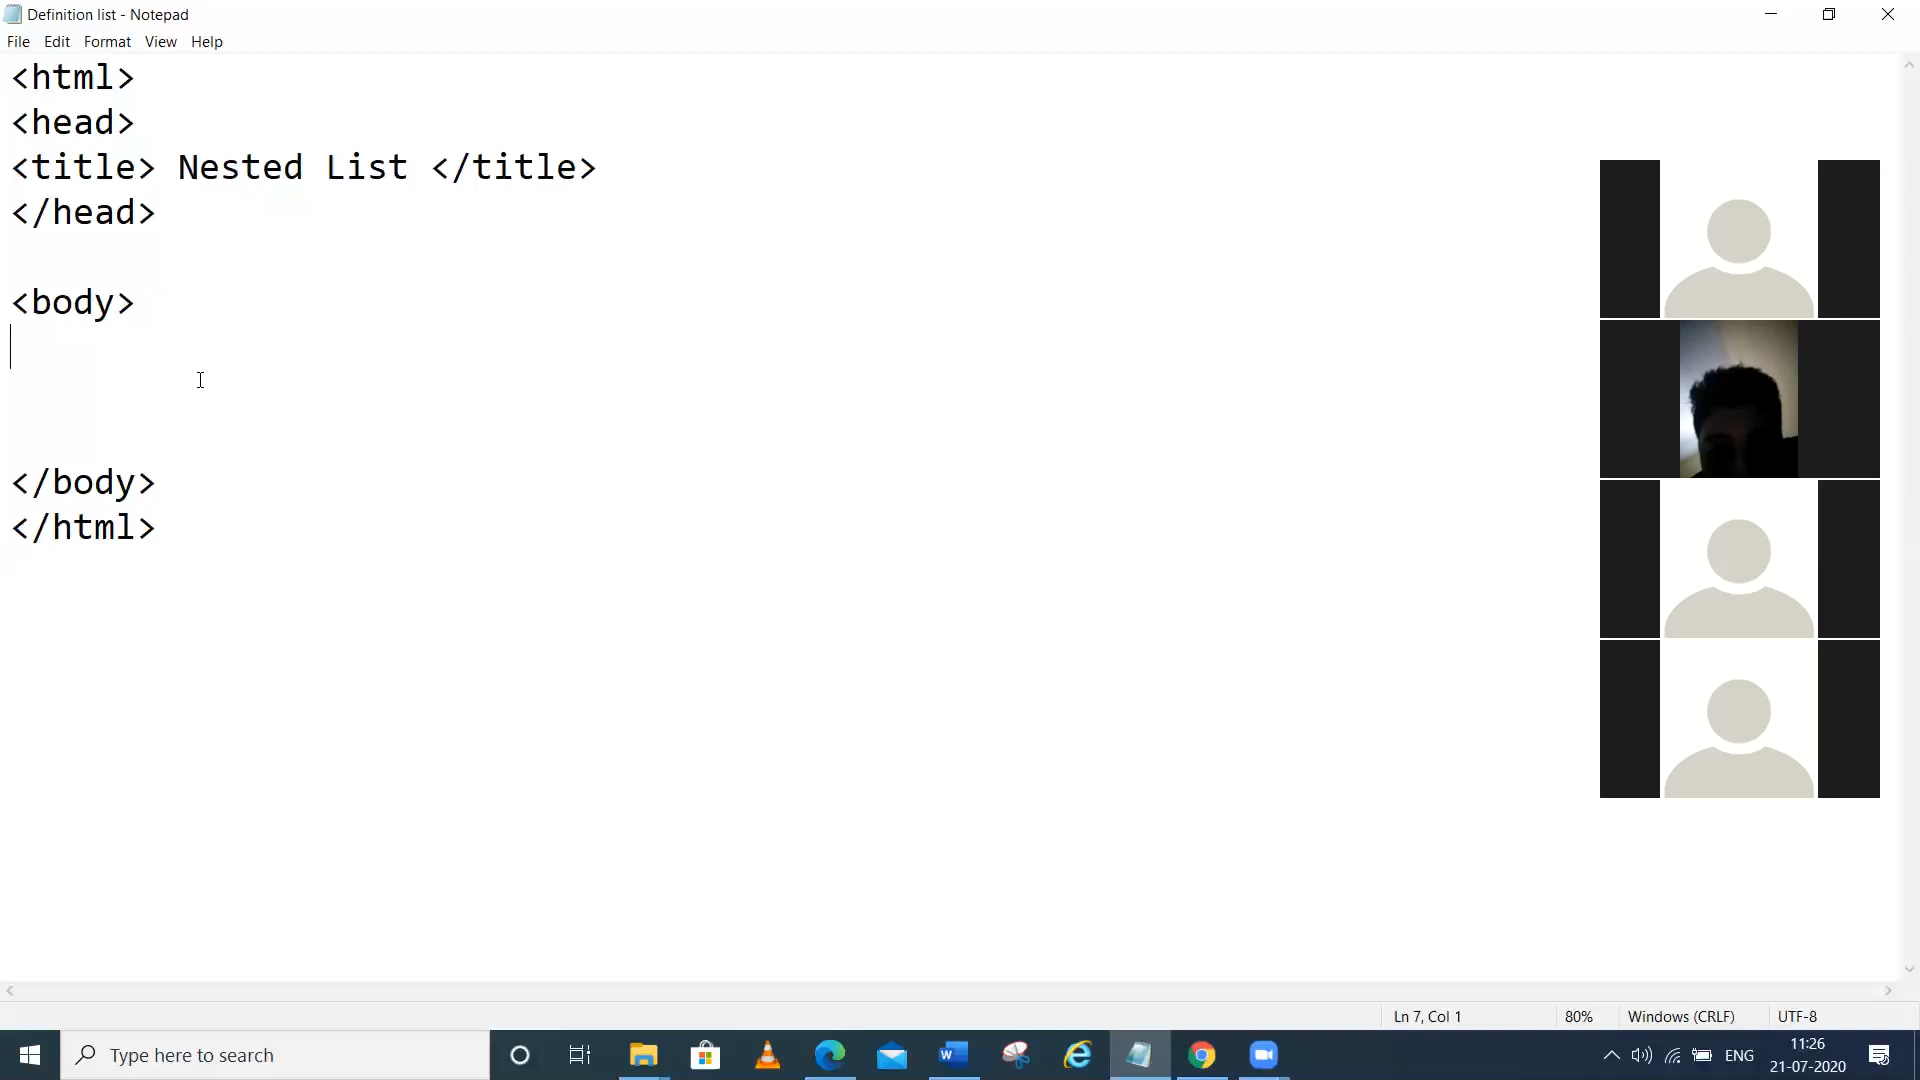 Definition list - Notepad
File Edit Format View Help
<html>
<head>
<title> Nested List </title>
</head>
<body>
</body>
</html>
Ln 7, Col 1 80% Windows (CRLF) UTF-8
Type here to search
ENG
11:26
21-07-2020